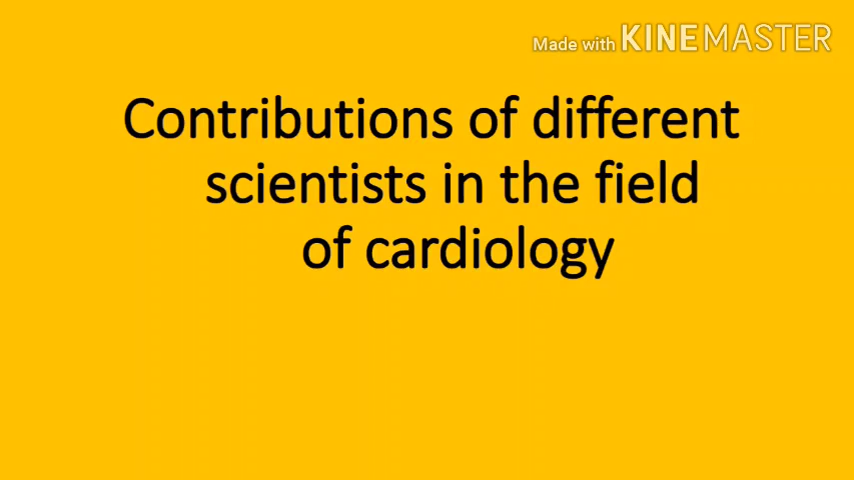 Made with KINEMASTER
Contributions of different
scientists in the field
of cardiology